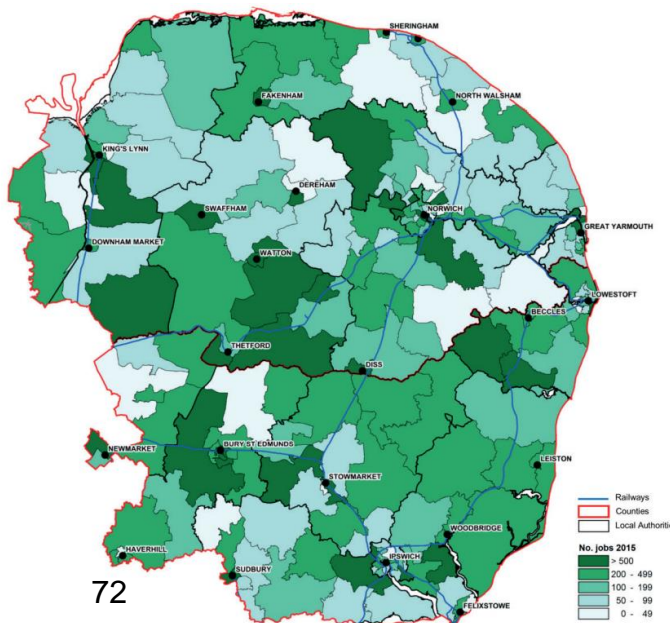 SHERINGHAM
FAKENHAM
NORTH WALSHAM
KING'S LYNN
DEREHAM
SWAFFHAM
NORWICH
GREAT YARMOUTH
DOWNHAM MARKET
WATTON
LOWESTOFT
BECCLES
THETFORD
DISS
NEWMARKET
BURY ST EDMUNDS
LEISTON
STOWMARKET
WOODBRIDGE
HAVERHILL
IPSWICH
SUDBURY
FELIXSTOWE
72
Railways
Counties
Local Authoriti
No. jobs 2015
> 500
200 - 499
100 - 199
50 - 99
0 - 49